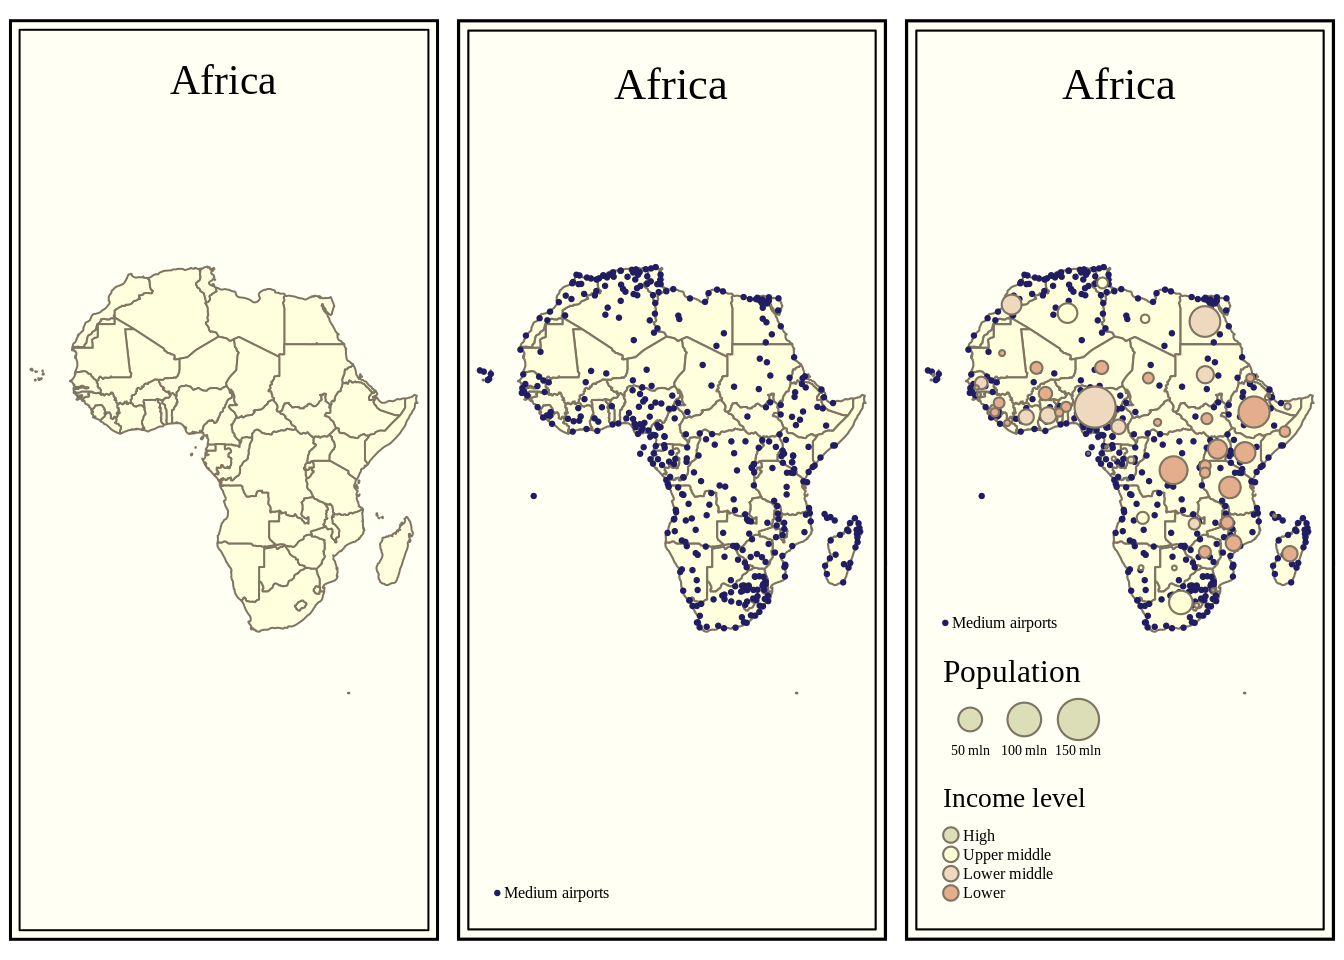 Africa
Africa
Medium airports
Africa
Medium airports
Population
50 mln 100 mln 150 mln
Income level
High
Upper middle
Lower middle
Lower